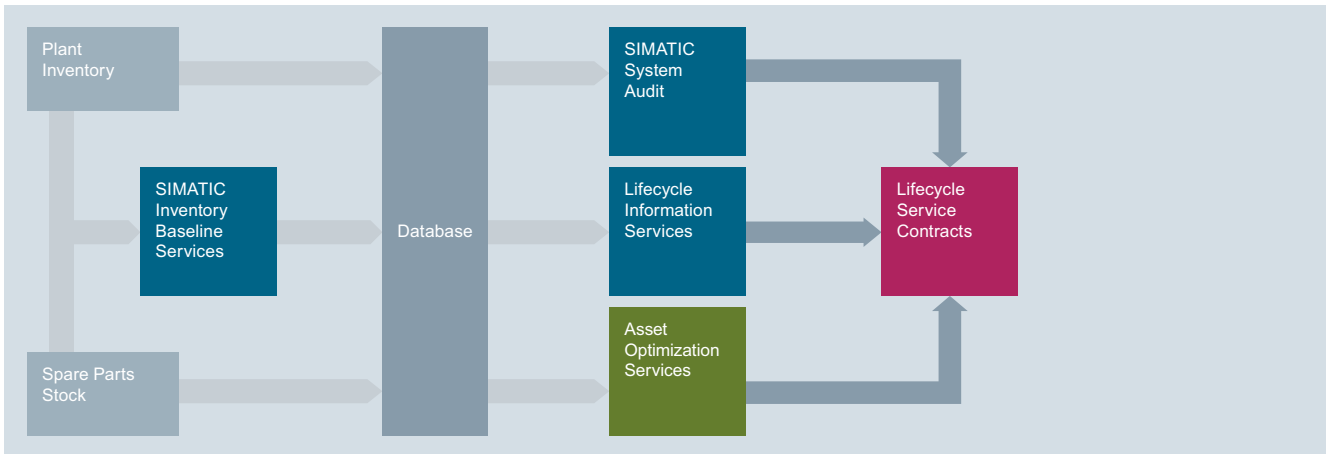 Plant
Inventory
SIMATIC
Inventory
Baseline
Services
Spare Parts
Stock
Database
SIMATIC
System
Audit
Lifecycle
Information
Services
Asset
Optimization
Services
Lifecycle
Service
Contracts